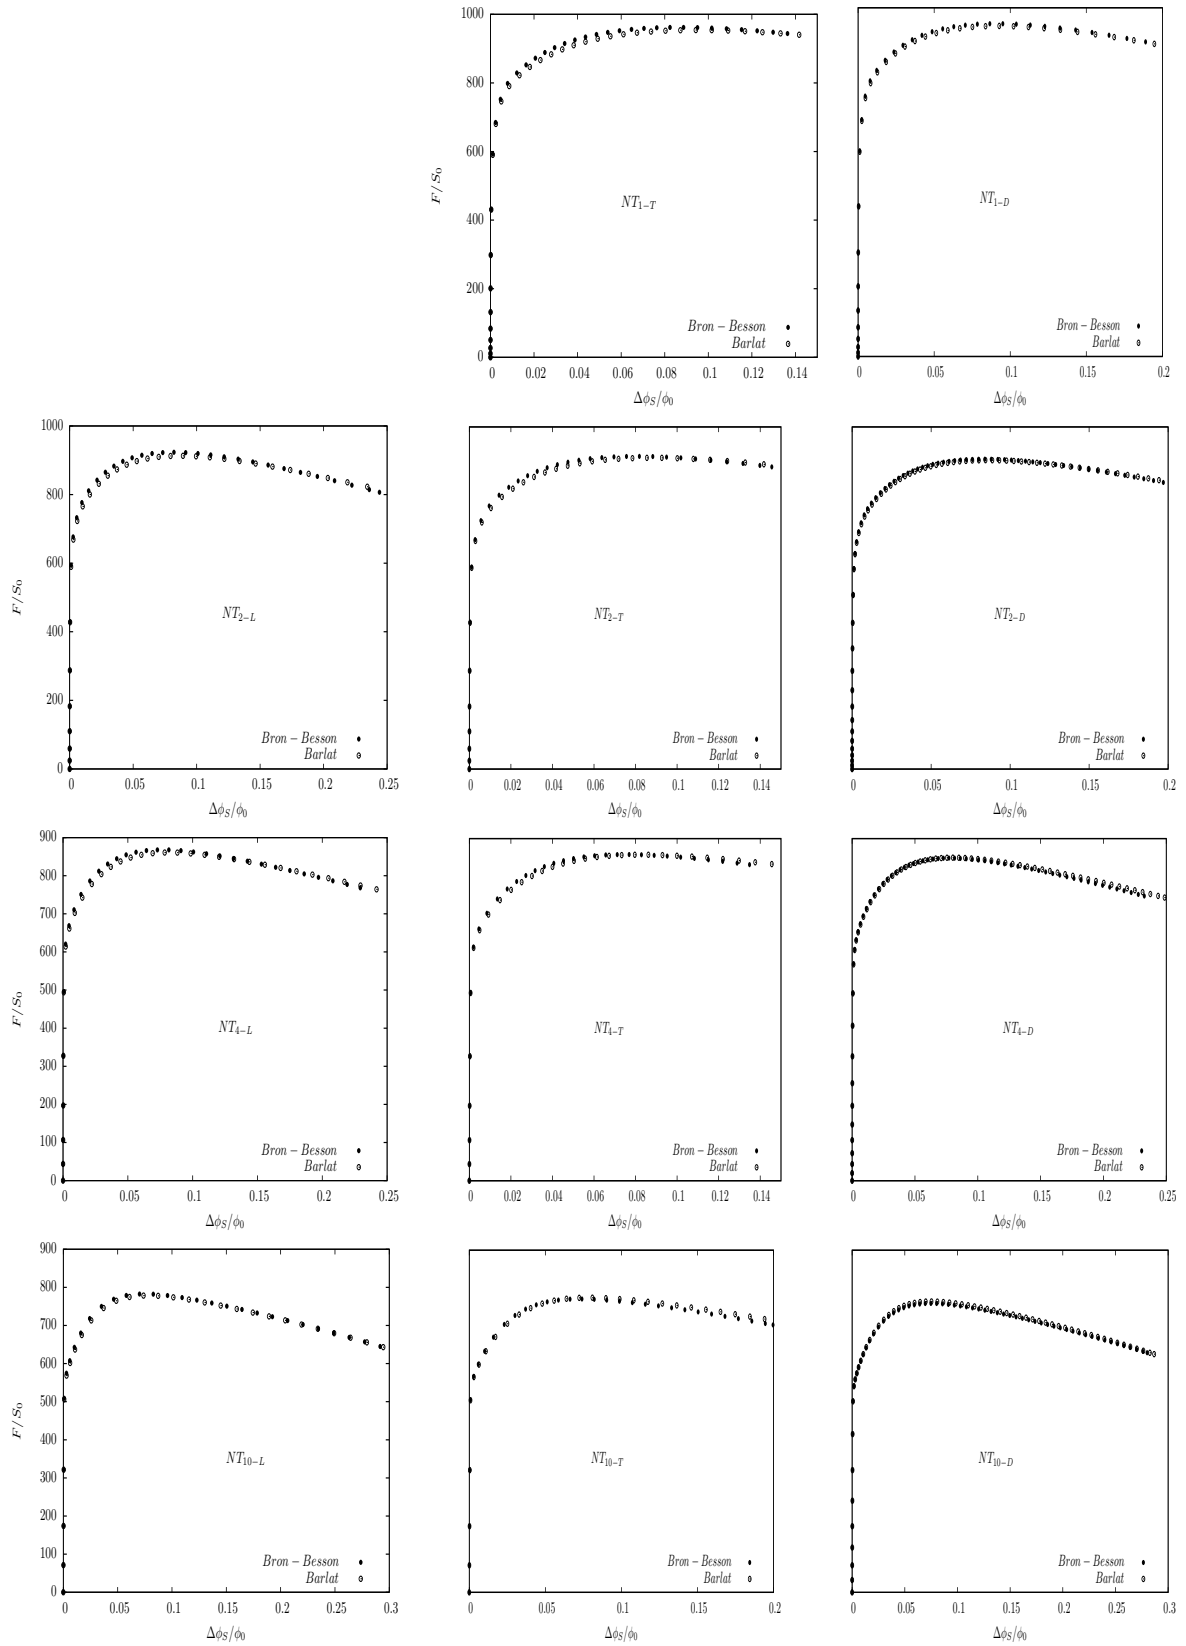 1000
800
600
400
200
0
F/S₀
NT₁₋T
Bron − Besson
Barlat
0 0.02 0.04 0.06 0.08 0.1 0.12 0.14
Δϕ_S/ϕ₀
NT₁₋D
Bron − Besson
Barlat
0 0.05 0.1 0.15 0.2
Δϕ_S/ϕ₀
1000
800
600
400
200
0
F/S₀
NT₂₋L
Bron − Besson
Barlat
0 0.05 0.1 0.15 0.2 0.25
Δϕ_S/ϕ₀
NT₂₋T
Bron − Besson
Barlat
0 0.02 0.04 0.06 0.08 0.1 0.12 0.14
Δϕ_S/ϕ₀
NT₂₋D
Bron − Besson
Barlat
0 0.05 0.1 0.15 0.2
Δϕ_S/ϕ₀
900
800
700
600
500
400
300
200
100
0
F/S₀
NT₄₋L
Bron − Besson
Barlat
0 0.05 0.1 0.15 0.2 0.25
Δϕ_S/ϕ₀
NT₄₋T
Bron − Besson
Barlat
0 0.02 0.04 0.06 0.08 0.1 0.12 0.14
Δϕ_S/ϕ₀
NT₄₋D
Bron − Besson
Barlat
0 0.05 0.1 0.15 0.2 0.25
Δϕ_S/ϕ₀
900
800
700
600
500
400
300
200
100
0
F/S₀
NT₁₀₋L
Bron − Besson
Barlat
0 0.05 0.1 0.15 0.2 0.25 0.3
Δϕ_S/ϕ₀
NT₁₀₋T
Bron − Besson
Barlat
0 0.05 0.1 0.15 0.2
Δϕ_S/ϕ₀
NT₁₀₋D
Bron − Besson
Barlat
0 0.05 0.1 0.15 0.2 0.25 0.3
Δϕ_S/ϕ₀